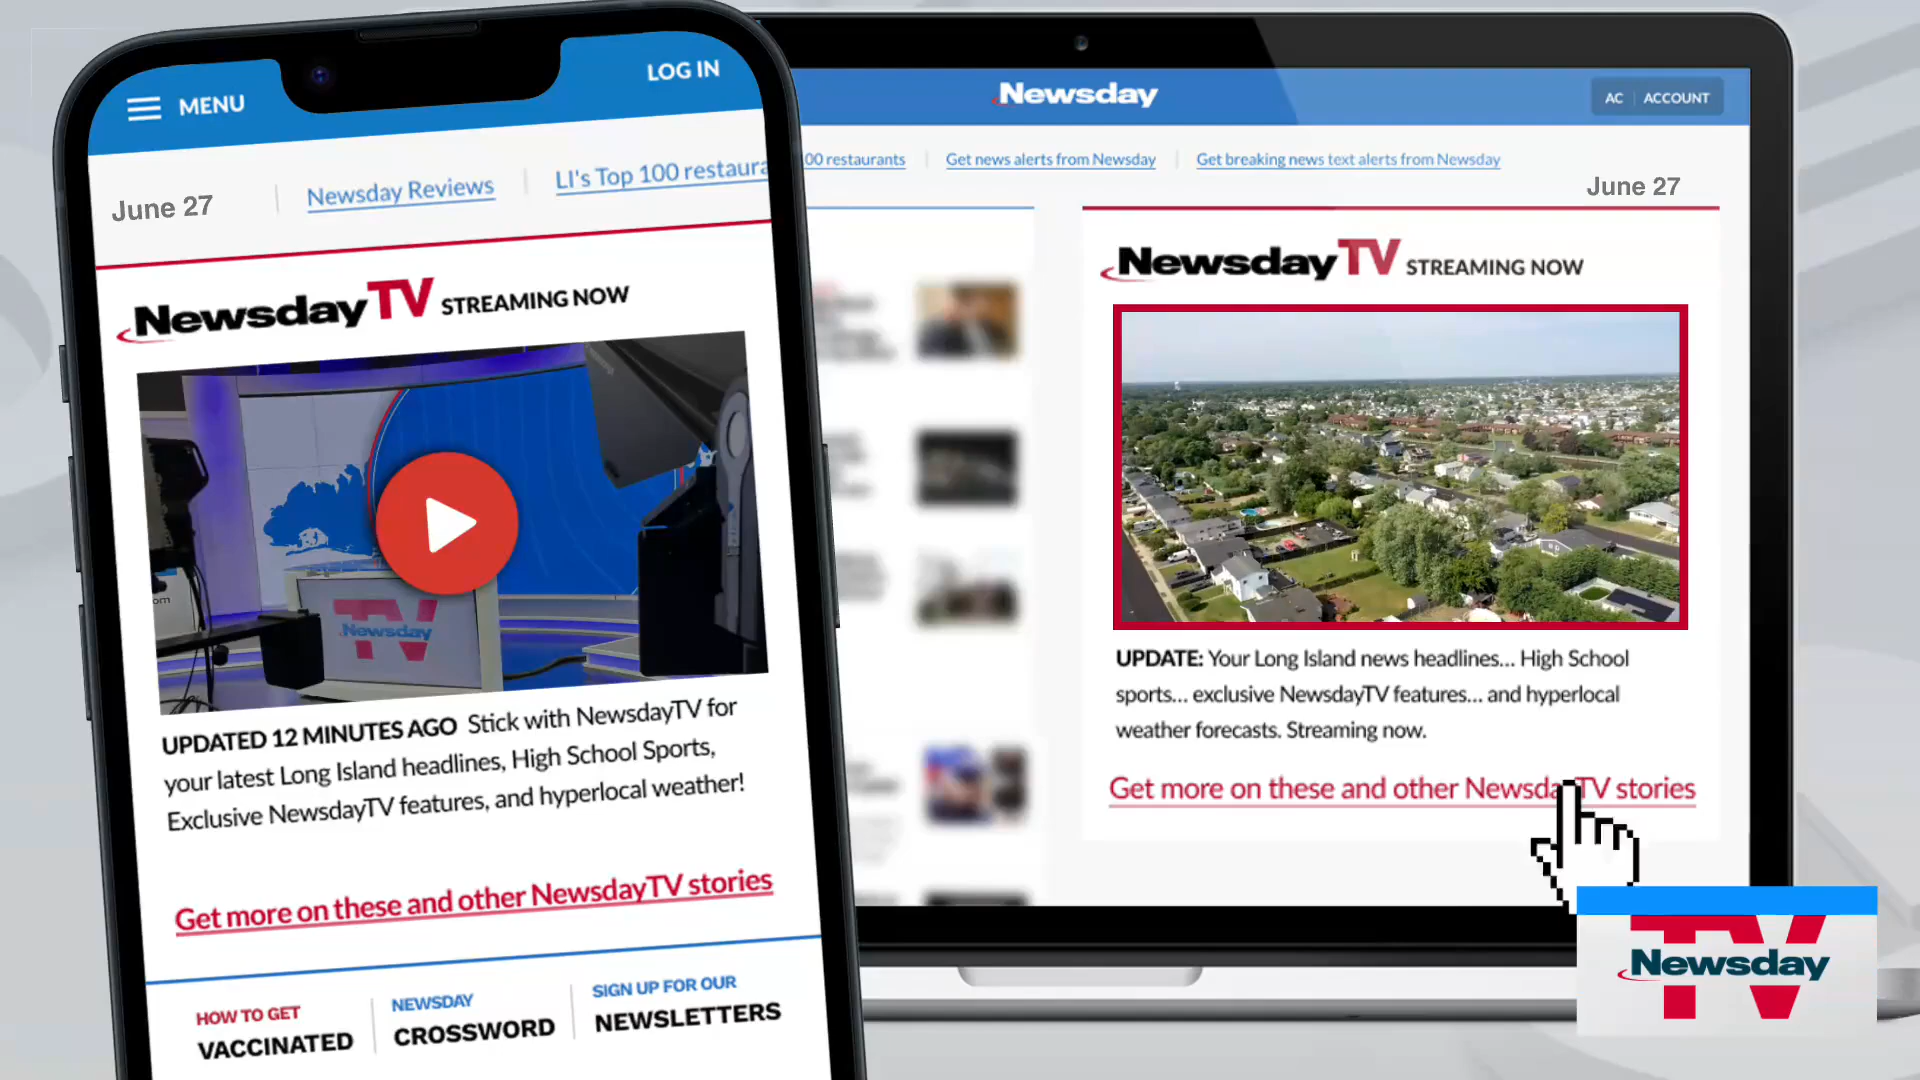 MENU
LOG IN
June 27
Newsday Reviews
LI's Top 100 restaura
NewsdayTV STREAMING NOW
TV
Newsday
om
UPDATED 12 MINUTES AGO Stick with NewsdayTV for
your latest Long Island headlines, High School Sports,
Exclusive NewsdayTV features, and hyperlocal weather!
Get more on these and other NewsdayTV stories
HOW TO GET
VACCINATED
NEWSDAY
CROSSWORD
SIGN UP FOR OUR
NEWSLETTERS
Newsday
AC | ACCOUNT
00 restaurants
Get news alerts from Newsday
Get breaking news text alerts from Newsday
June 27
NewsdayTV STREAMING NOW
UPDATE: Your Long Island news headlines... High School
sports... exclusive NewsdayTV features... and hyperlocal
weather forecasts. Streaming now.
Get more on these and other NewsdayTV stories
TV
Newsday